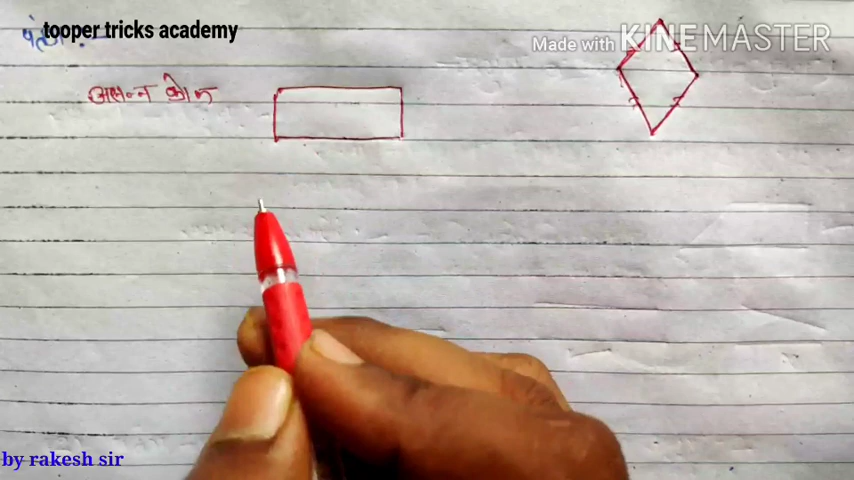 tooper tricks academy
Made with KINEMASTER
आसन्न कोन
by rakesh sir